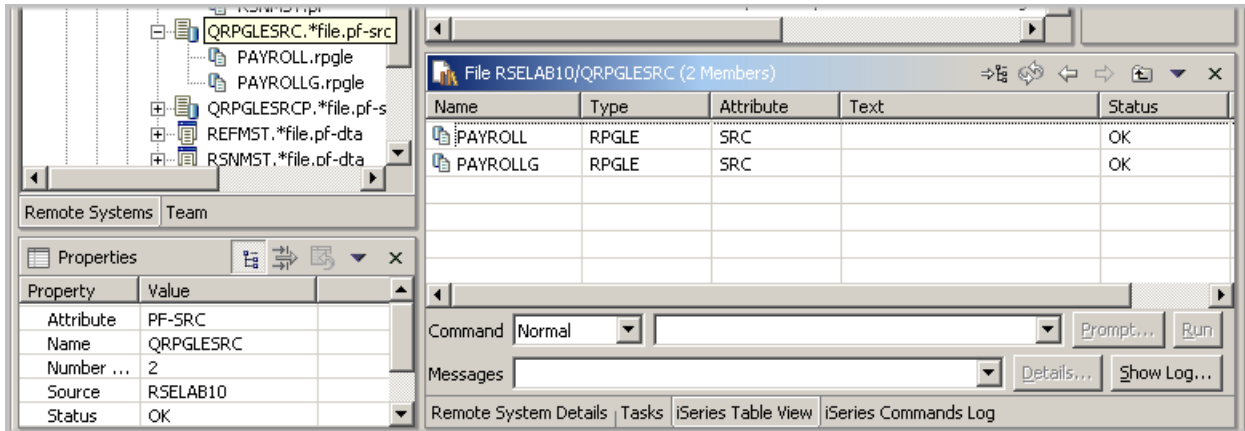 QRPGLESRC.*file.pf-src
PAYROLL.rpgle
PAYROLLG.rpgle
QRPGLESRCP.*file.pf-s
REFMST.*file.pf-dta
RSNMST.*file.pf-dta
Remote Systems Team
Properties
Property Value
Attribute PF-SRC
Name QRPGLESRC
Number ... 2
Source RSELAB10
Status OK
File RSELAB10/QRPGLESRC (2 Members)
Name Type Attribute Text Status
PAYROLL RPGLE SRC OK
PAYROLLG RPGLE SRC OK
Command Normal Prompt... Run
Messages Details... Show Log...
Remote System Details Tasks iSeries Table View iSeries Commands Log